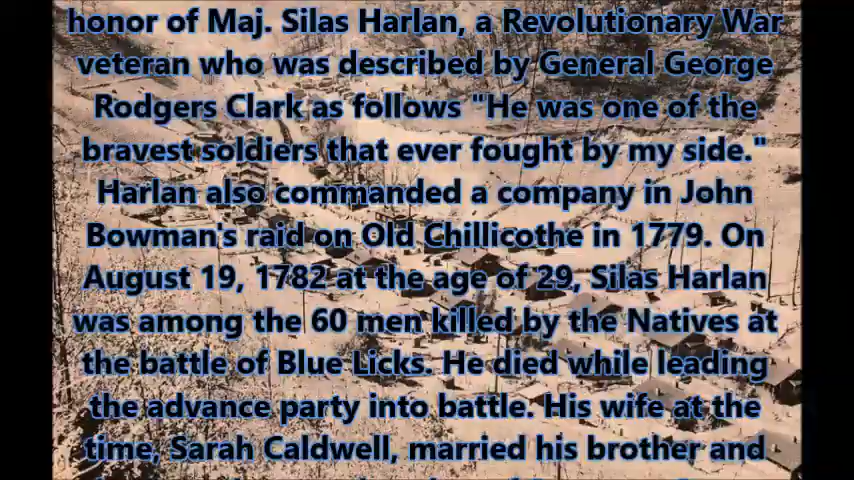 honor of Maj. Silas Harlan, a Revolutionary War
veteran who was described by General George
Rodgers Clark as follows "He was one of the
bravest soldiers that ever fought by my side."
Harlan also commanded a company in John
Bowman's raid on Old Chillicothe in 1779. On
August 19, 1782 at the age of 29, Silas Harlan
was among the 60 men killed by the Natives at
the battle of Blue Licks. He died while leading
the advance party into battle. His wife at the
time, Sarah Caldwell, married his brother and